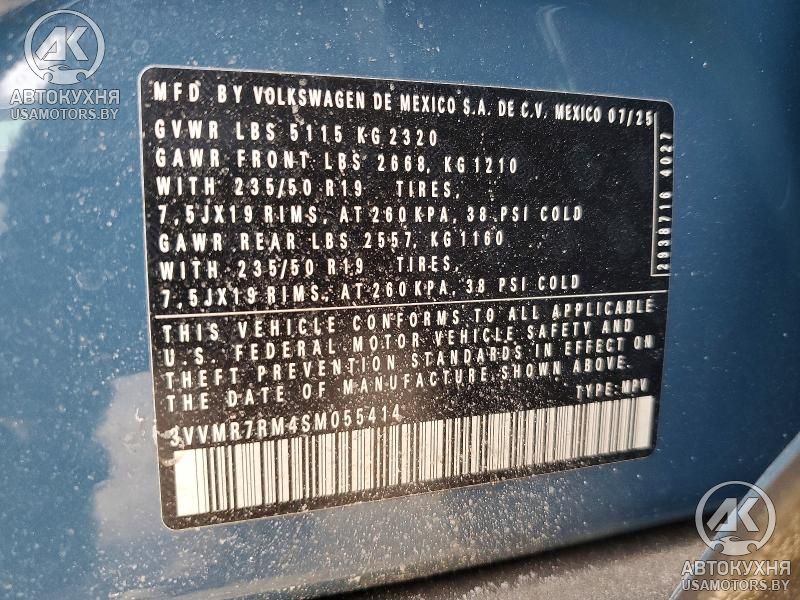 AK
АВТОКУХНЯ
USAMOTORS.BY
MFD BY VOLKSWAGEN DE MEXICO S.A. DE C.V. MEXICO 07/25
GVWR LBS 5115 KG 2320
GAWR FRONT LBS 2668, KG 1210
WITH 235/50 R19 TIRES,
7,5JX19 RIMS, AT 260 KPA, 38 PSI COLD
GAWR REAR LBS 2557, KG 1160
WITH 235/50 R19 TIRES,
7,5JX19 RIMS, AT 260 KPA, 38 PSI COLD
2938716 4027
THIS VEHICLE CONFORMS TO ALL APPLICABLE
U.S. FEDERAL MOTOR VEHICLE SAFETY AND
THEFT PREVENTION STANDARDS IN EFFECT ON
THE DATE OF MANUFACTURE SHOWN ABOVE.
TYPE: MPV
3VVMR7RM4SM055414
AK
АВТОКУХНЯ
USAMOTORS.BY